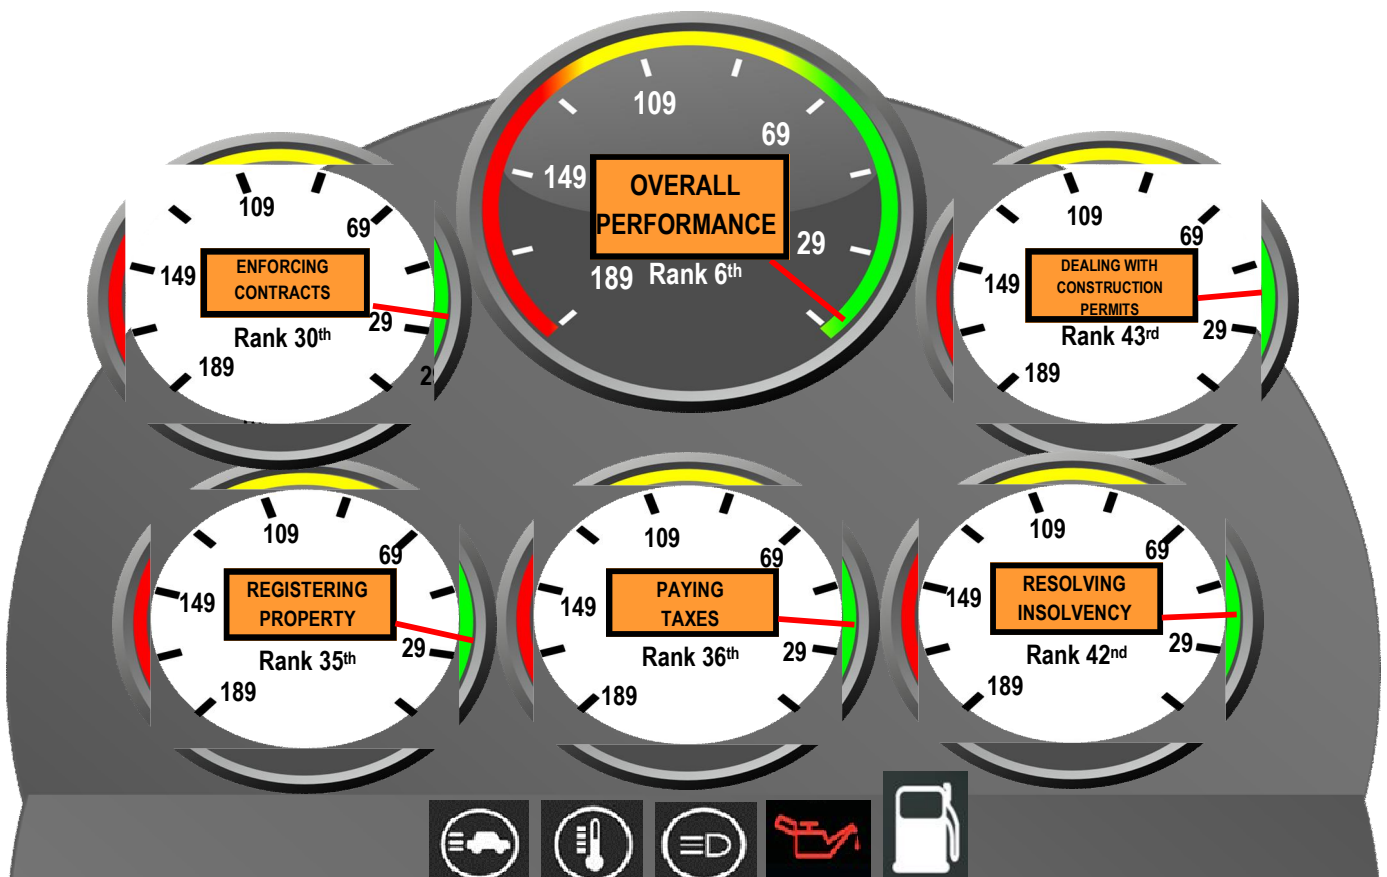 109
69
149
OVERALL
PERFORMANCE
29
189
Rank 6th
109
69
149
ENFORCING
CONTRACTS
29
Rank 30th
189
109
69
149
DEALING WITH
CONSTRUCTION
PERMITS
29
Rank 43rd
189
109
69
149
REGISTERING
PROPERTY
29
Rank 35th
189
109
69
149
PAYING
TAXES
29
Rank 36th
189
109
69
149
RESOLVING
INSOLVENCY
29
Rank 42nd
189